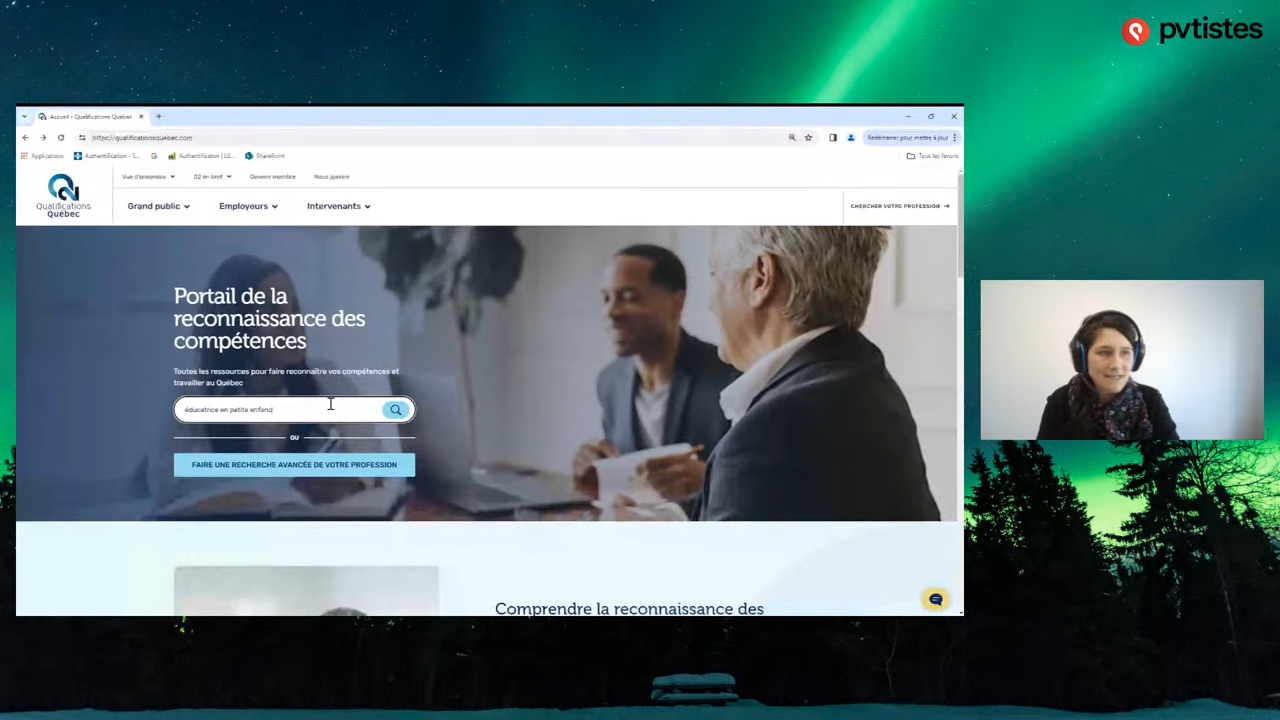 pvtistes
Accueil - Qualifications Québec
https://qualificationsquebec.com
Redémarrer pour mettre à jour
Applications
Authentification - S...
Authentification | LG...
SharePoint
Tous les favoris
Vue d'ensemble
Q2 en bref
Devenir membre
Nous joindre
Qualifications
Québec
Grand public
Employeurs
Intervenants
CHERCHER VOTRE PROFESSION
Portail de la
reconnaissance des
compétences
Toutes les ressources pour faire reconnaître vos compétences et
travailler au Québec
éducatrice en petite enfanc
OU
FAIRE UNE RECHERCHE AVANCÉE DE VOTRE PROFESSION
Comprendre la reconnaissance des